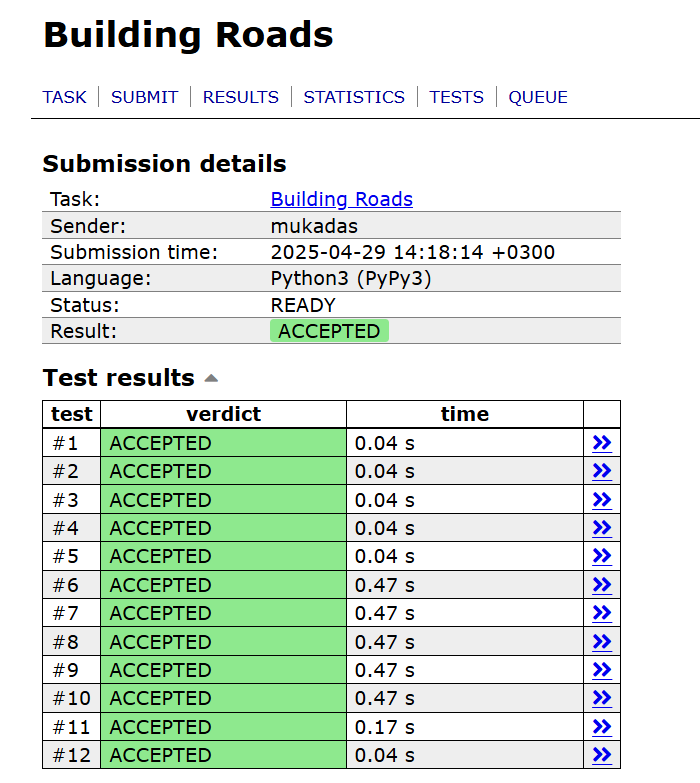 Building Roads
TASK | SUBMIT | RESULTS | STATISTICS | TESTS | QUEUE
Submission details
Task: Building Roads
Sender: mukadas
Submission time: 2025-04-29 14:18:14 +0300
Language: Python3 (PyPy3)
Status: READY
Result: ACCEPTED
Test results
test verdict time
#1 ACCEPTED 0.04 s
#2 ACCEPTED 0.04 s
#3 ACCEPTED 0.04 s
#4 ACCEPTED 0.04 s
#5 ACCEPTED 0.04 s
#6 ACCEPTED 0.47 s
#7 ACCEPTED 0.47 s
#8 ACCEPTED 0.47 s
#9 ACCEPTED 0.47 s
#10 ACCEPTED 0.47 s
#11 ACCEPTED 0.17 s
#12 ACCEPTED 0.04 s